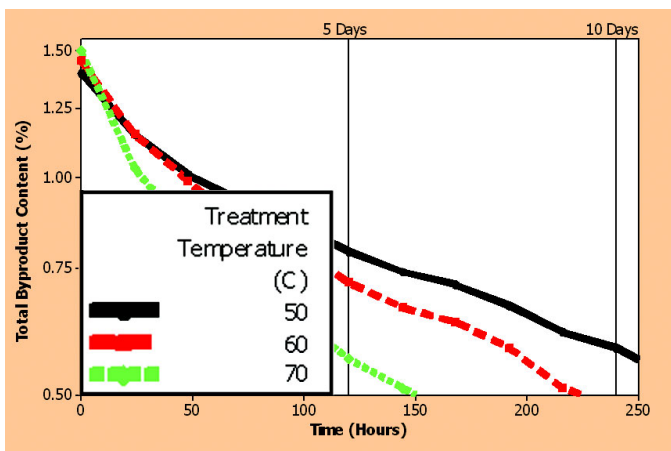 5 Days 10 Days
1.50
1.25
1.00
0.75
0.50
Total Byproduct Content (%)
Treatment
Temperature
(C)
50
60
70
0 50 100 150 200 250
Time (Hours)